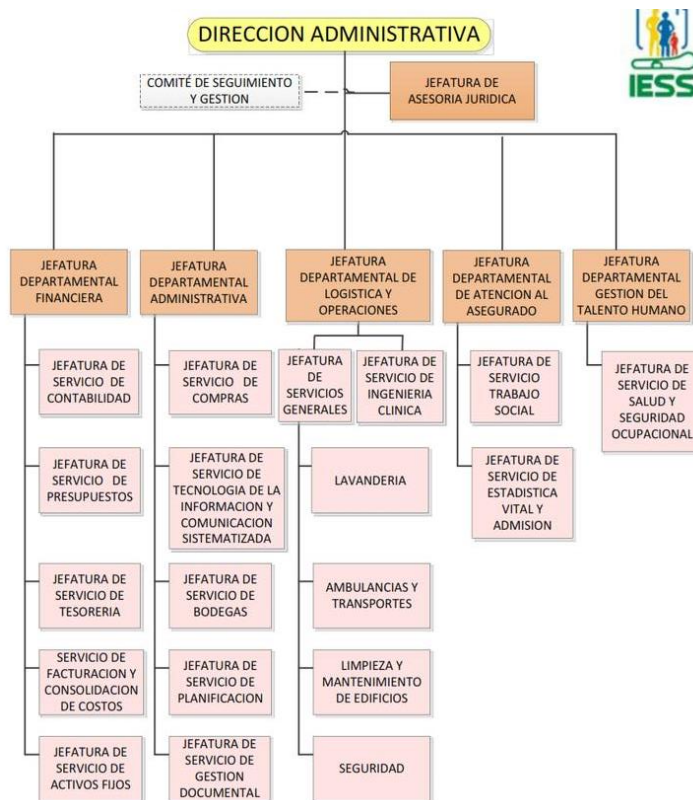 DIRECCION ADMINISTRATIVA
IESS
COMITÉ DE SEGUIMIENTO
Y GESTION
JEFATURA DE
ASESORIA JURIDICA
JEFATURA
DEPARTAMENTAL
FINANCIERA
JEFATURA
DEPARTAMENTAL
ADMINISTRATIVA
JEFATURA
DEPARTAMENTAL DE
LOGISTICA Y
OPERACIONES
JEFATURA
DEPARTAMENTAL
DE ATENCION AL
ASEGURADO
JEFATURA
DEPARTAMENTAL
GESTION DEL
TALENTO HUMANO
JEFATURA DE
SERVICIO DE
CONTABILIDAD
JEFATURA DE
SERVICIO DE
COMPRAS
JEFATURA
DE
SERVICIOS
GENERALES
JEFATURA DE
SERVICIO DE
INGENIERIA
CLINICA
JEFATURA DE
SERVICIO
TRABAJO
SOCIAL
JEFATURA DE
SERVICIO DE
SALUD Y
SEGURIDAD
OCUPACIONAL
JEFATURA DE
SERVICIO DE
PRESUPUESTOS
JEFATURA DE
SERVICIO DE
TECNOLOGIA DE LA
INFORMACION Y
COMUNICACION
SISTEMATIZADA
LAVANDERIA
JEFATURA DE
SERVICIO DE
ESTADISTICA
VITAL Y
ADMISION
JEFATURA DE
SERVICIO DE
TESORERIA
JEFATURA DE
SERVICIO DE
BODEGAS
AMBULANCIAS Y
TRANSPORTES
SERVICIO DE
FACTURACION Y
CONSOLIDACION
DE COSTOS
JEFATURA DE
SERVICIO DE
PLANIFICACION
LIMPIEZA Y
MANTENIMIENTO
DE EDIFICIOS
JEFATURA DE
SERVICIO DE
ACTIVOS FIJOS
JEFATURA DE
SERVICIO DE
GESTION
DOCUMENTAL
SEGURIDAD